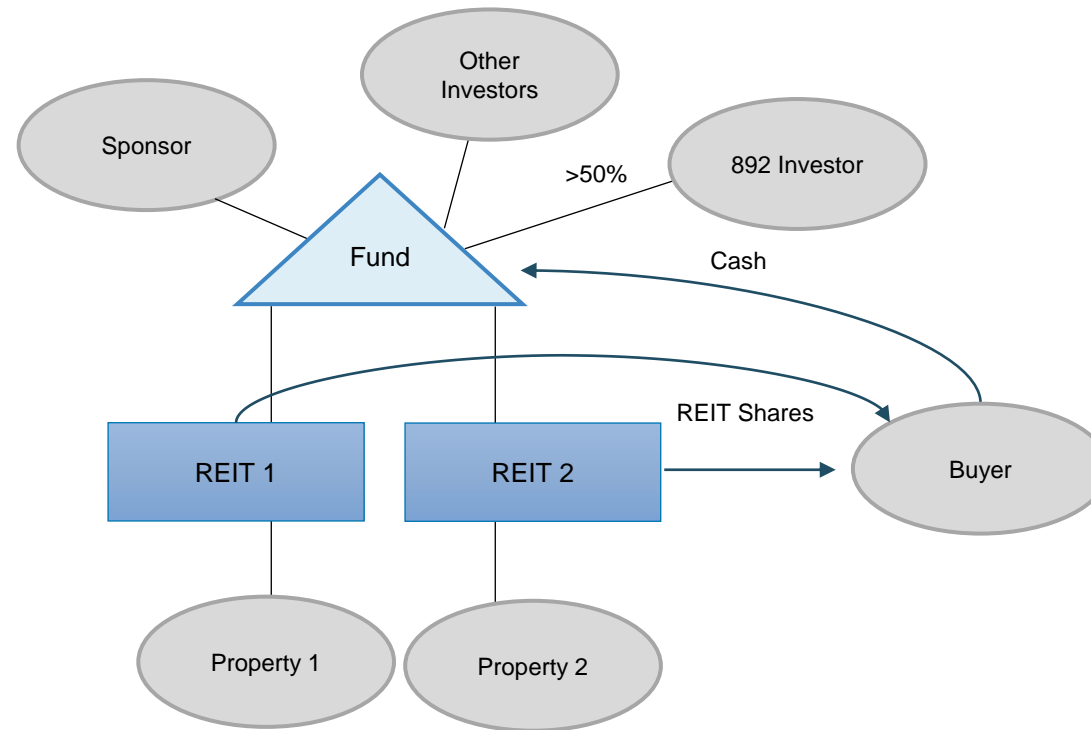 Other
Investors
Sponsor
>50%
892 Investor
Fund
Cash
REIT Shares
REIT 1
REIT 2
Buyer
Property 1
Property 2